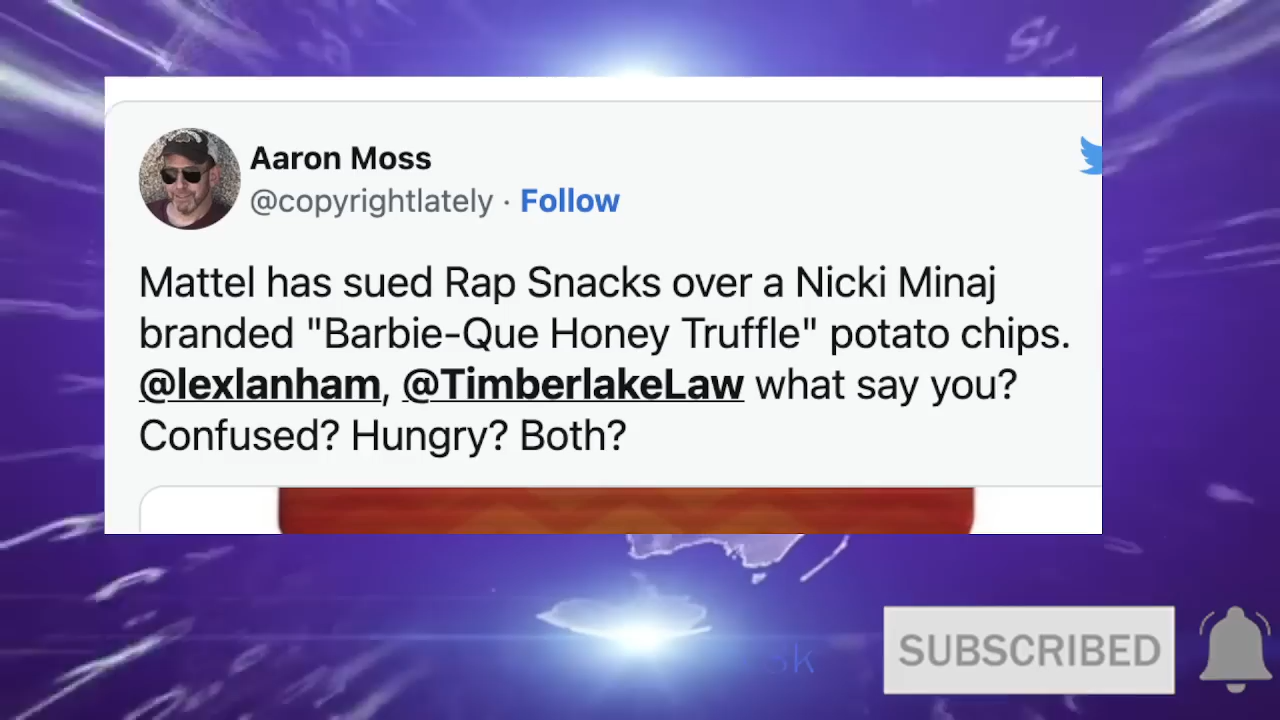 Aaron Moss
@copyrightlately · Follow
Mattel has sued Rap Snacks over a Nicki Minaj
branded "Barbie-Que Honey Truffle" potato chips.
@lexlanham, @TimberlakeLaw what say you?
Confused? Hungry? Both?
SUBSCRIBED